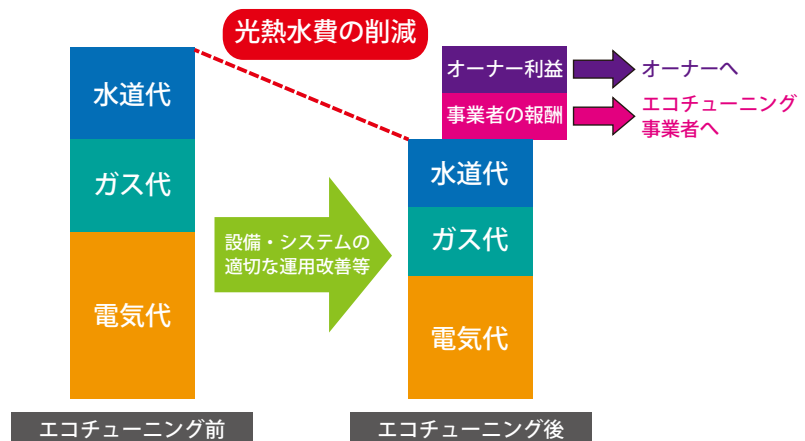 光熱水費の削減
水道代
ガス代
電気代
エコチューニング前
設備・システムの
適切な運用改善等
オーナー利益
オーナーへ
事業者の報酬
エコチューニング
事業者へ
水道代
ガス代
電気代
エコチューニング後